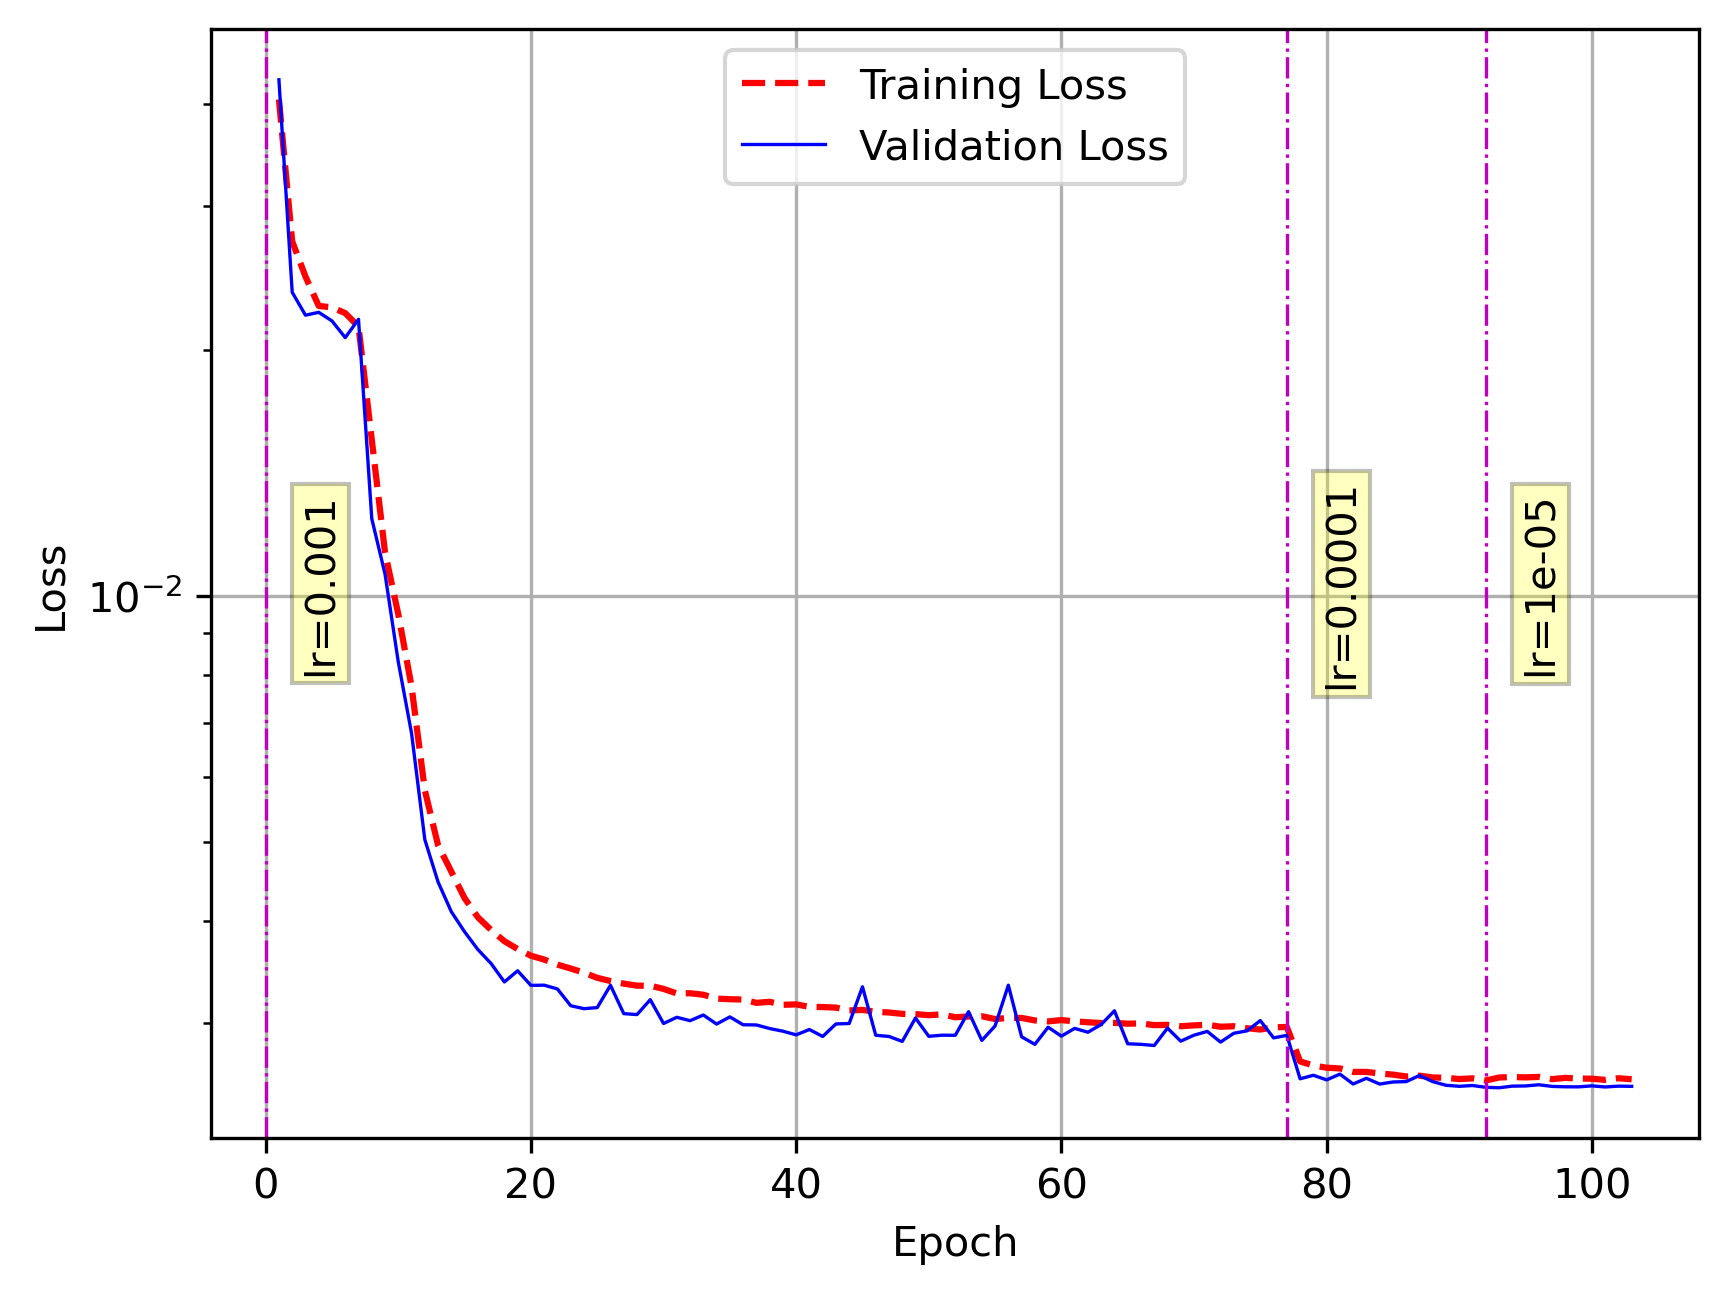 Training Loss
Validation Loss
Loss
10⁻²
lr=0.001
lr=0.0001
lr=1e-05
0 20 40 60 80 100
Epoch